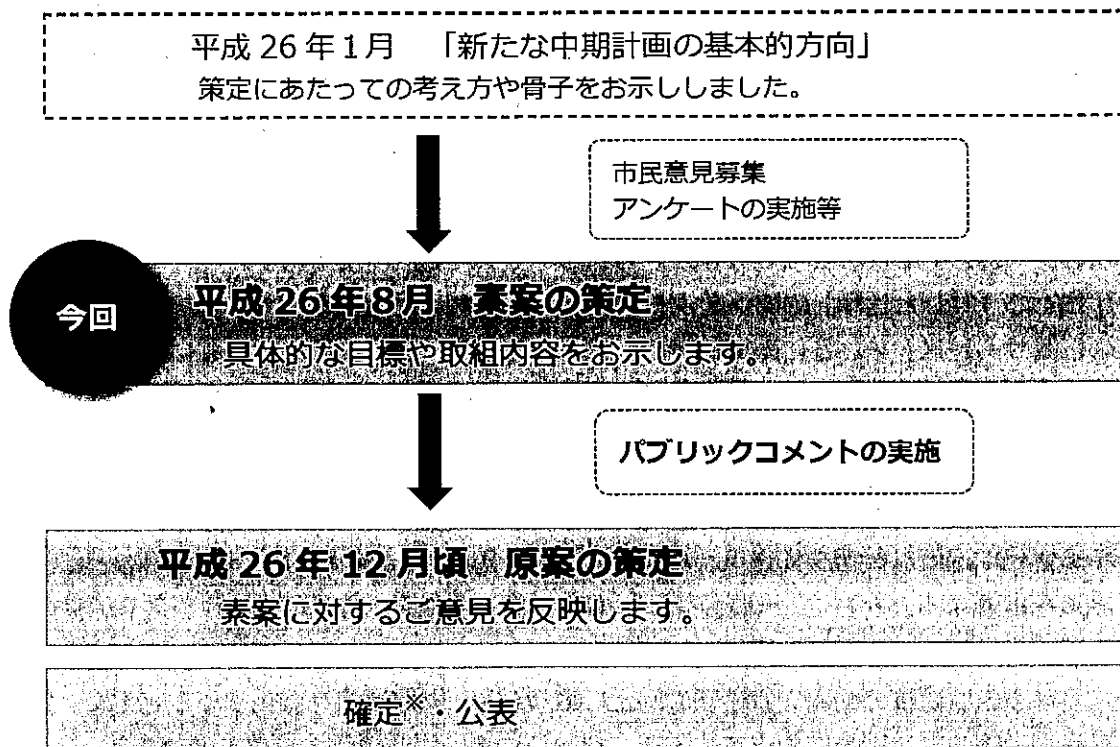 平成 26 年１月　「新たな中期計画の基本的方向」
策定にあたっての考え方や骨子をお示ししました。
市民意見募集
アンケートの実施等
今回
平成 26 年８月　素案の策定
具体的な目標や取組内容をお示します。
パブリックコメントの実施
平成 26 年 12 月頃　原案の策定
素案に対するご意見を反映します。
確定※・公表